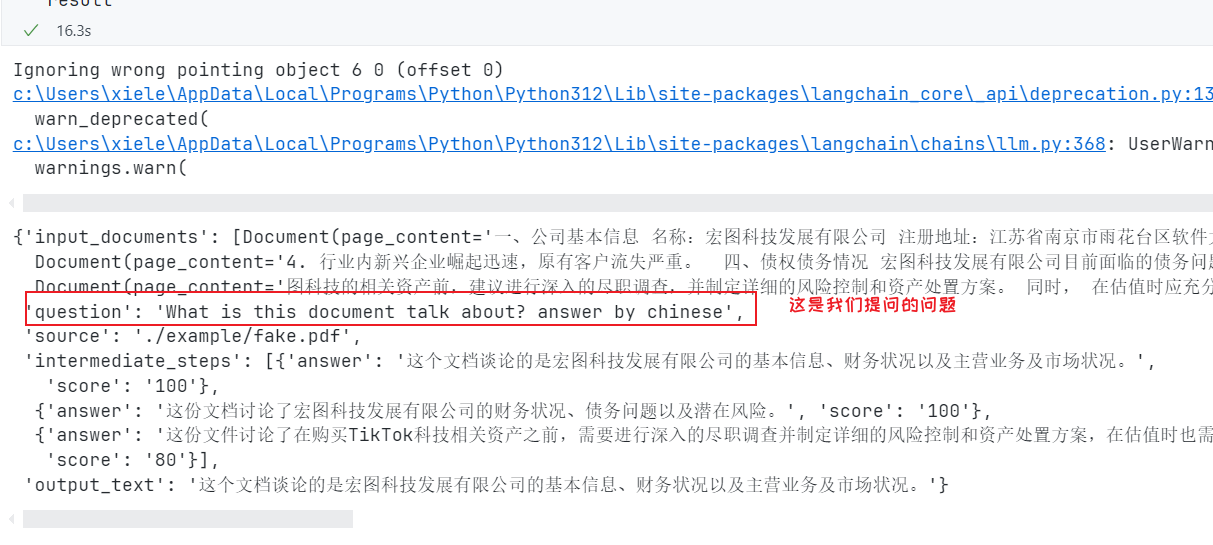 result
16.3s
Ignoring wrong pointing object 6 0 (offset 0)
c:\Users\xiele\AppData\Local\Programs\Python\Python312\Lib\site-packages\langchain_core\_api\deprecation.py:13
warn_deprecated(
c:\Users\xiele\AppData\Local\Programs\Python\Python312\Lib\site-packages\langchain\chains\llm.py:368: UserWarn
warnings.warn(
{'input_documents': [Document(page_content='一、公司基本信息 名称：宏图科技发展有限公司 注册地址：江苏省南京市雨花台区软件大
Document(page_content='4. 行业内新兴企业崛起迅速，原有客户流失严重。 四、债权债务情况 宏图科技发展有限公司目前面临的债务问题
Document(page_content='图科技的相关资产前，建议进行深入的尽职调查，并制定详细的风险控制和资产处置方案。 同时， 在估值时应充分
'question': 'What is this document talk about? answer by chinese', 这是我们提问的问题
'source': './example/fake.pdf',
'intermediate_steps': [{'answer': '这个文档谈论的是宏图科技发展有限公司的基本信息、财务状况以及主营业务及市场状况。',
'score': '100'},
{'answer': '这份文档讨论了宏图科技发展有限公司的财务状况、债务问题以及潜在风险。', 'score': '100'},
{'answer': '这份文件讨论了在购买TikTok科技相关资产之前，需要进行深入的尽职调查并制定详细的风险控制和资产处置方案，在估值时也需
'score': '80'}],
'output_text': '这个文档谈论的是宏图科技发展有限公司的基本信息、财务状况以及主营业务及市场状况。'}